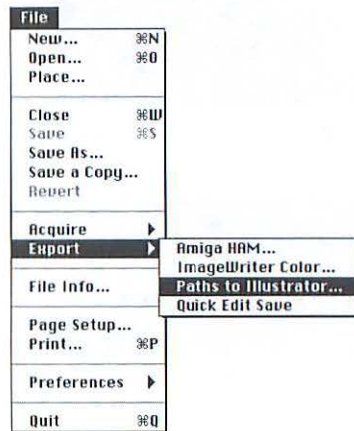 File
New... ⌘N
Open... ⌘O
Place...
Close ⌘W
Save ⌘S
Save As...
Save a Copy...
Revert
Acquire
Export
File Info...
Page Setup...
Print... ⌘P
Preferences
Quit ⌘Q
Amiga HAM...
ImageWriter Color...
Paths to Illustrator...
Quick Edit Save